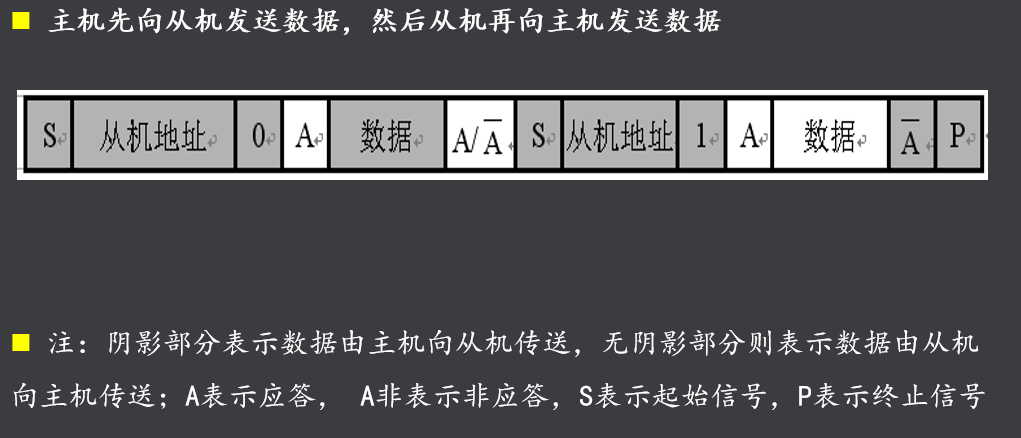 主机先向从机发送数据，然后从机再向主机发送数据
S 从机地址 0 A 数据 A/A̅ S 从机地址 1 A 数据 A̅ P
注：阴影部分表示数据由主机向从机传送，无阴影部分则表示数据由从机
向主机传送；A表示应答， A非表示非应答，S表示起始信号，P表示终止信号